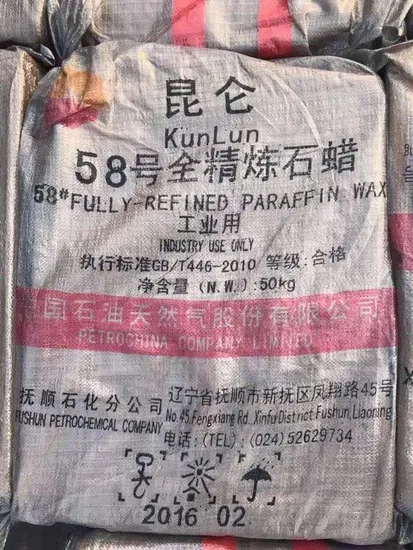 昆仑
KunLun
58号全精炼石蜡
58#FULLY-REFINED PARAFFIN WAX
工业用
INDUSTRY USE ONLY
执行标准GB/T446-2010 等级:合格
净含量(N.W.):50kg
中国石油天然气股份有限公司
PETROCHINA COMPANY LIMITED
抚顺石化分公司
FUSHUN PETROCHEMICAL COMPANY
辽宁省抚顺市新抚区凤翔路45号
No.45,Fengxiang Rd. Xinfu District Fushun, Liaoning
电话:(TEL):(024)52629734
2016 02